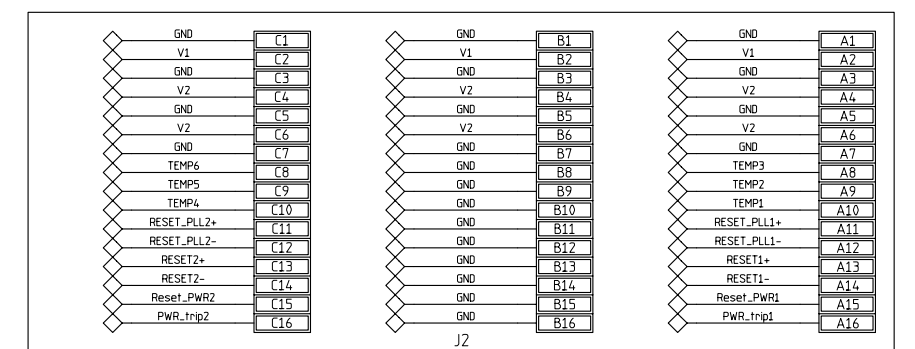 GND C1 GND B1 GND A1
V1 C2 V1 B2 V1 A2
GND C3 GND B3 GND A3
V2 C4 V2 B4 V2 A4
GND C5 GND B5 GND A5
V2 C6 V2 B6 V2 A6
GND C7 GND B7 GND A7
TEMP6 C8 GND B8 TEMP3 A8
TEMP5 C9 GND B9 TEMP2 A9
TEMP4 C10 GND B10 TEMP1 A10
RESET_PLL2+ C11 GND B11 RESET_PLL1+ A11
RESET_PLL2- C12 GND B12 RESET_PLL1- A12
RESET2+ C13 GND B13 RESET1+ A13
RESET2- C14 GND B14 RESET1- A14
Reset_PWR2 C15 GND B15 Reset_PWR1 A15
PWR_trip2 C16 GND B16 PWR_trip1 A16
J2